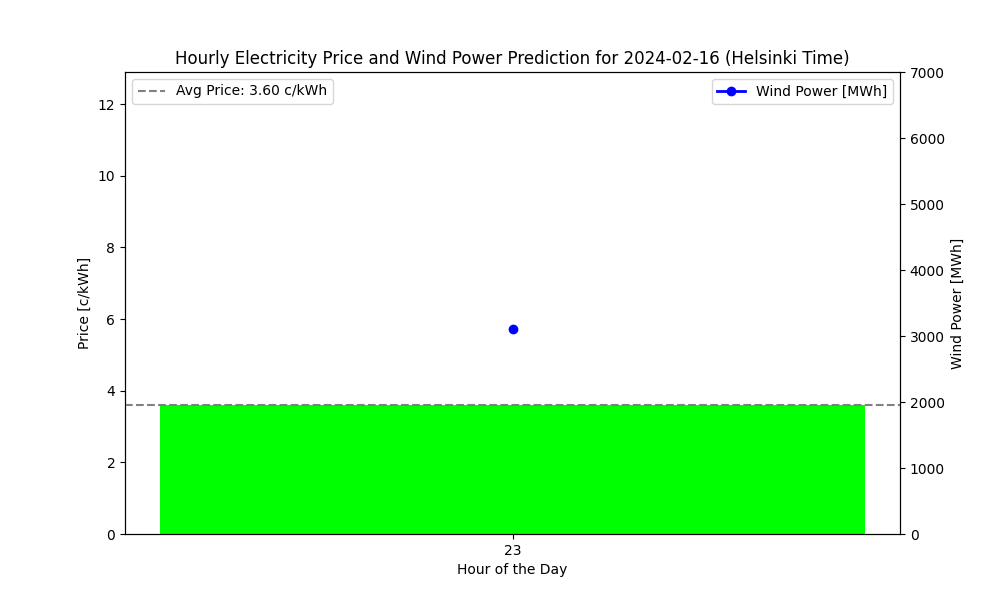 Hourly Electricity Price and Wind Power Prediction for 2024-02-16 (Helsinki Time)
Avg Price: 3.60 c/kWh
Wind Power [MWh]
Price [c/kWh]
12
10
8
6
4
2
0
7000
6000
5000
4000
3000
2000
1000
0
Wind Power [MWh]
23
Hour of the Day